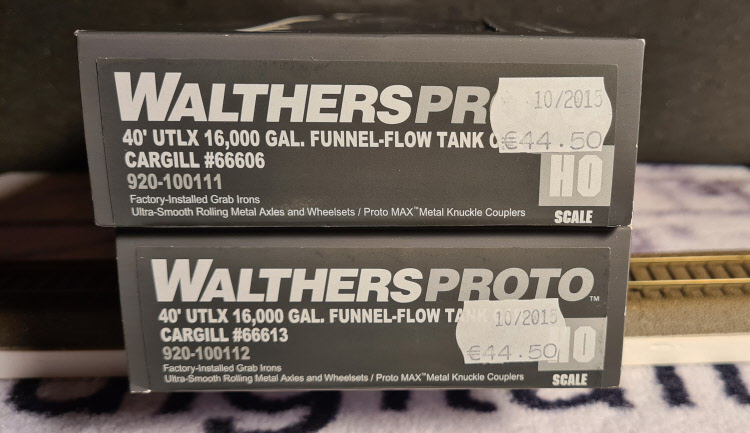 WALTHERSPRO
10/2015
40' UTLX 16,000 GAL. FUNNEL-FLOW TANK
€44.50
CARGILL #66606
HO
920-100111
Factory-Installed Grab Irons
Ultra-Smooth Rolling Metal Axles and Wheelsets / Proto MAX™ Metal Knuckle Couplers
SCALE
WALTHERSPROTO™
40' UTLX 16,000 GAL. FUNNEL-FLOW TA
10/2015
CARGILL #66613
€44.50
HO
920-100112
Factory-Installed Grab Irons
Ultra-Smooth Rolling Metal Axles and Wheelsets / Proto MAX™ Metal Knuckle Couplers
SCALE